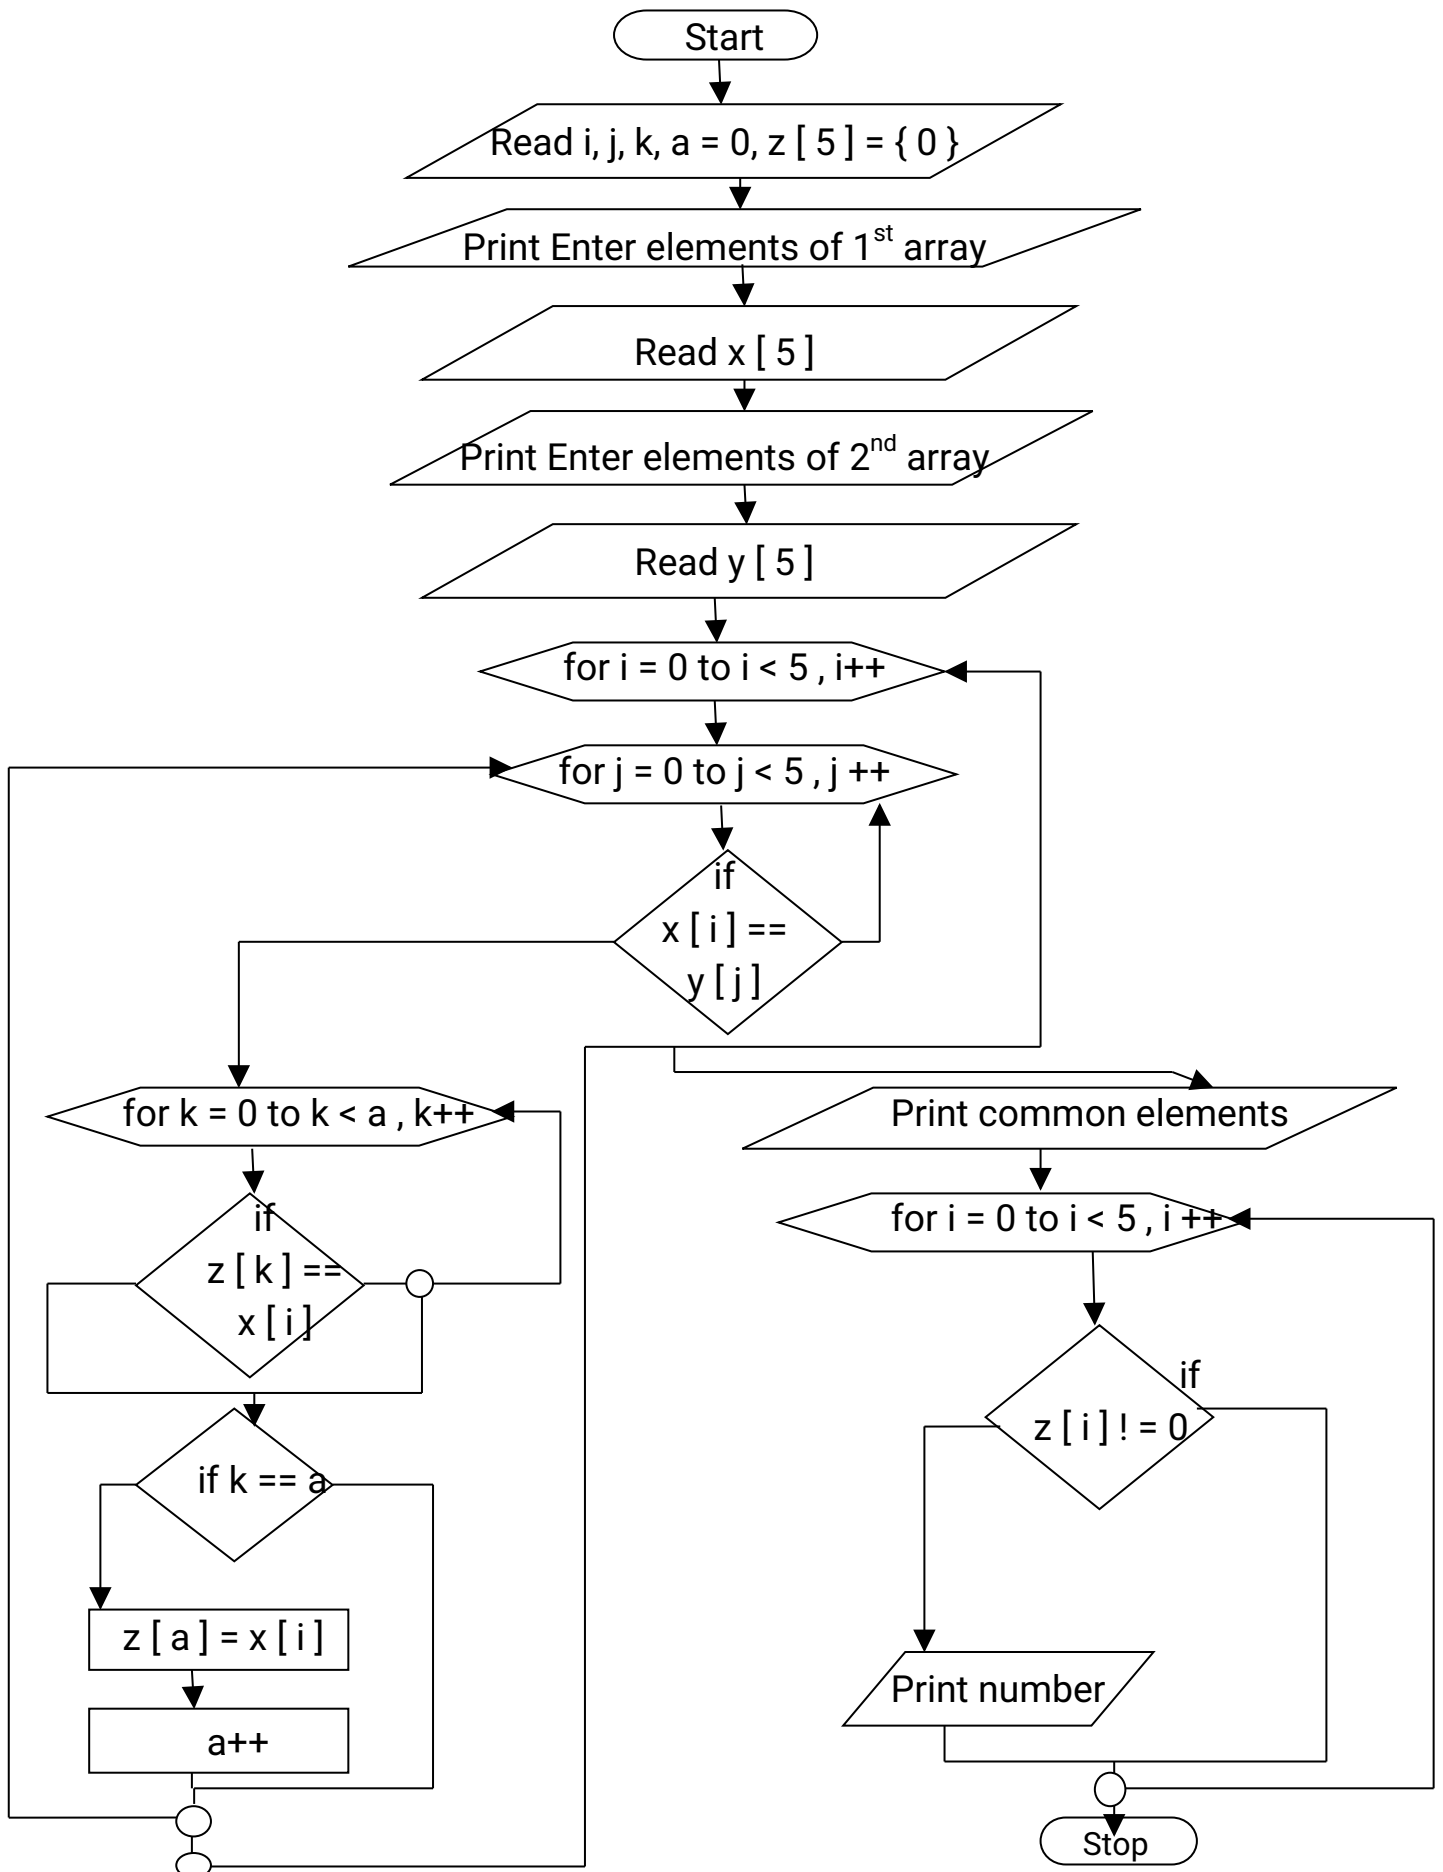 Start
Read i, j, k, a = 0, z [ 5 ] = { 0 }
Print Enter elements of 1st array
Read x [ 5 ]
Print Enter elements of 2nd array
Read y [ 5 ]
for i = 0 to i < 5 , i++
for j = 0 to j < 5 , j ++
if
x [ i ] ==
y [ j ]
for k = 0 to k < a , k++
if
z [ k ] ==
x [ i ]
if k == a
z [ a ] = x [ i ]
a++
Print common elements
for i = 0 to i < 5 , i ++
if
z [ i ] ! = 0
Print number
Stop